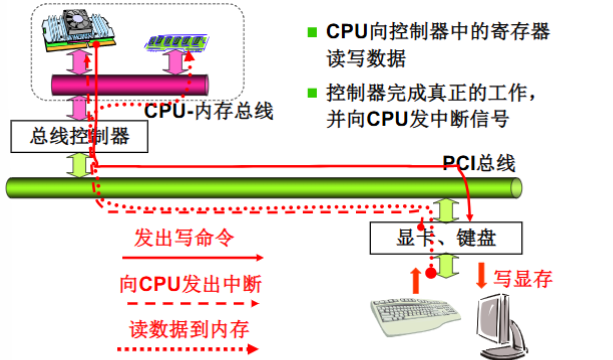 ■ CPU向控制器中的寄存器
读写数据
■ 控制器完成真正的工作，
并向CPU发中断信号
CPU-内存总线
总线控制器
PCI总线
显卡、键盘
发出写命令
向CPU发出中断
读数据到内存
写显存